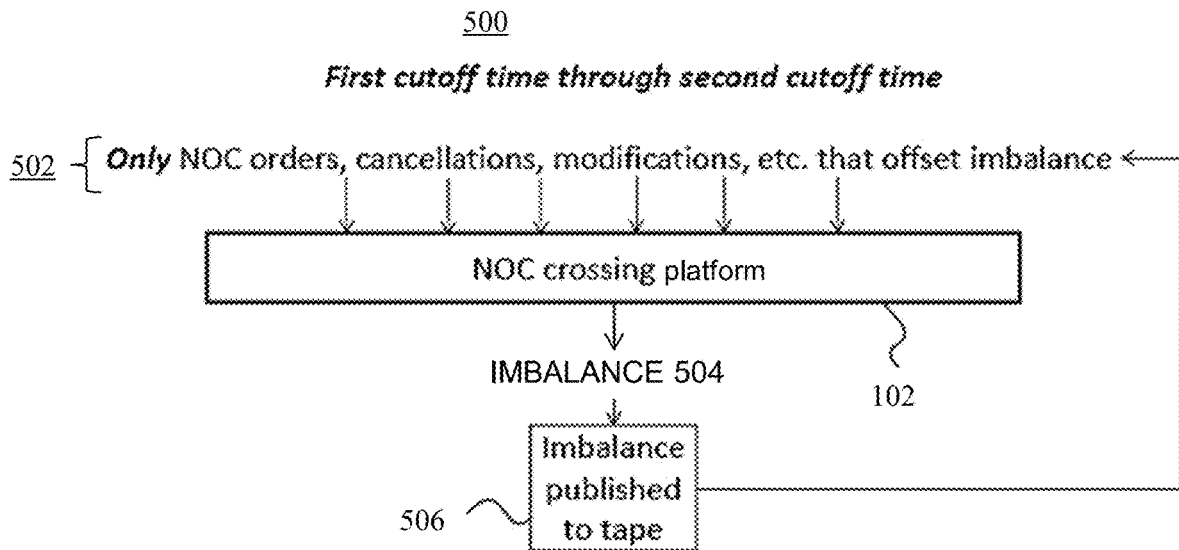 500
First cutoff time through second cutoff time
502
Only NOC orders, cancellations, modifications, etc. that offset imbalance
NOC crossing platform
IMBALANCE 504
102
Imbalance
published
to tape
506